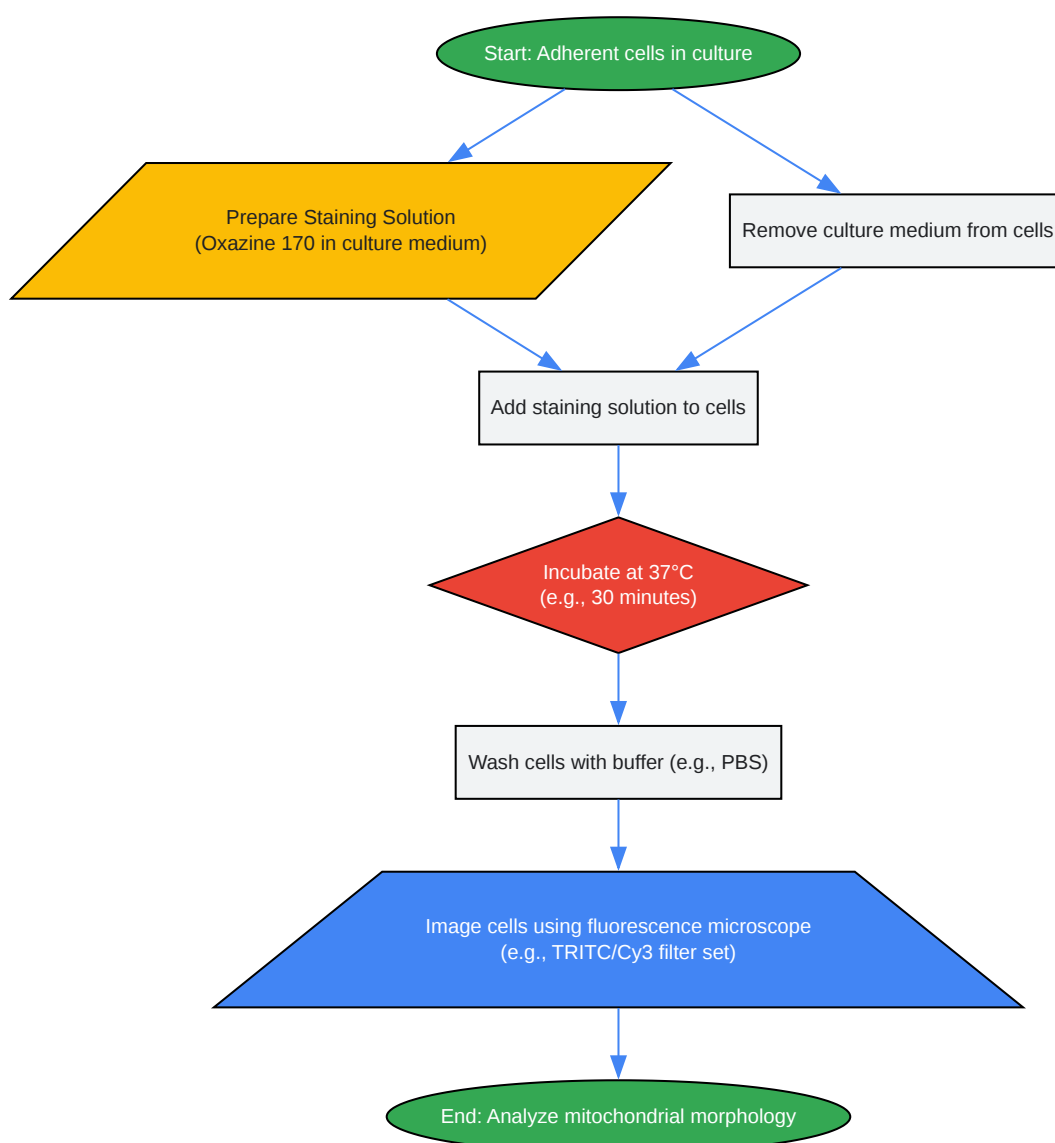 Start: Adherent cells in culture
Prepare Staining Solution
(Oxazine 170 in culture medium)
Remove culture medium from cells
Add staining solution to cells
Incubate at 37°C
(e.g., 30 minutes)
Wash cells with buffer (e.g., PBS)
Image cells using fluorescence microscope
(e.g., TRITC/Cy3 filter set)
End: Analyze mitochondrial morphology